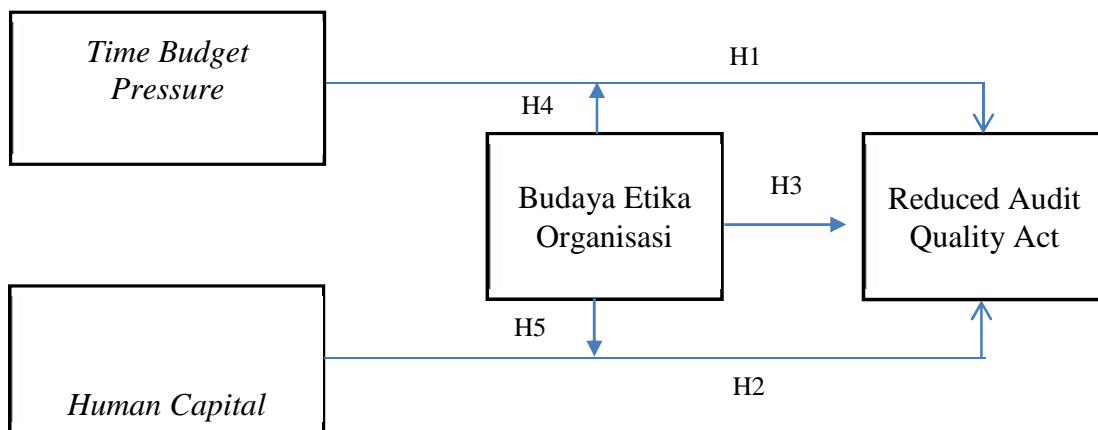 Time Budget
Pressure
H1
H4
Budaya Etika
Organisasi
H3
Reduced Audit
Quality Act
H5
H2
Human Capital